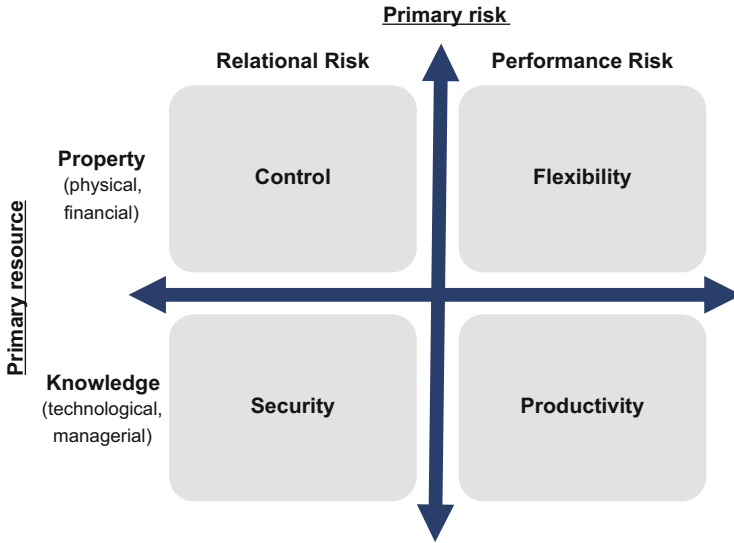 Primary risk
Relational Risk
Performance Risk
Property
(physical,
financial)
Control
Flexibility
Primary resource
Knowledge
(technological,
managerial)
Security
Productivity